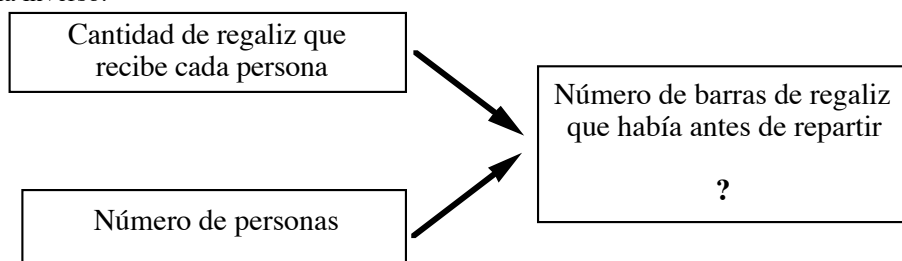 Cantidad de regaliz que
recibe cada persona
Número de barras de regaliz
que había antes de repartir
?
Número de personas